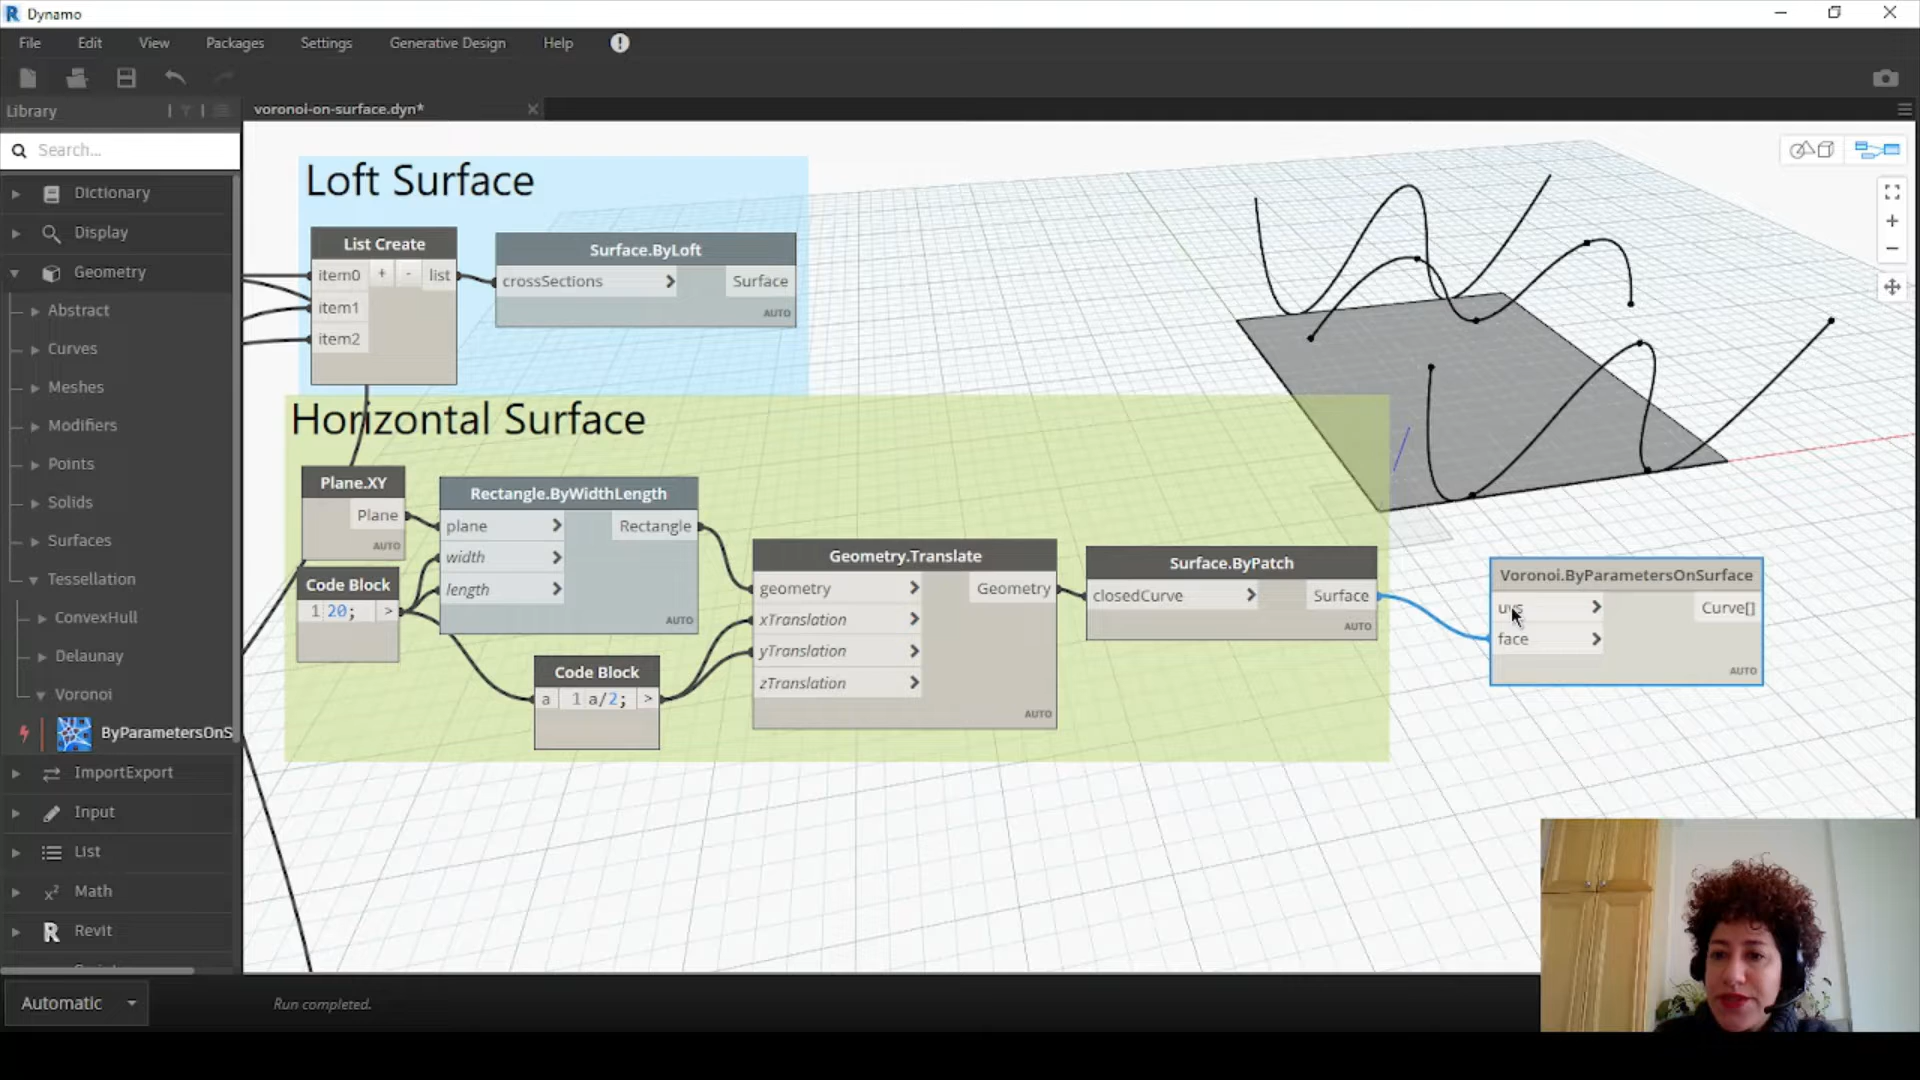 Dynamo
File Edit View Packages Settings Generative Design Help
Library
voronoi-on-surface.dyn*
Search...
Dictionary
Display
Geometry
Abstract
Curves
Meshes
Modifiers
Points
Solids
Surfaces
Tessellation
ConvexHull
Delaunay
Voronoi
ByParametersOnS
ImportExport
Input
List
Math
Revit
Automatic
Run completed.
Loft Surface
List Create
item0 + - list
item1
item2
Surface.ByLoft
crossSections > Surface
AUTO
Horizontal Surface
Plane.XY
Plane
AUTO
Code Block
1 20; >
Rectangle.ByWidthLength
plane > Rectangle
width >
length >
AUTO
Code Block
a 1 a/2; >
Geometry.Translate
geometry > Geometry
xTranslation >
yTranslation >
zTranslation >
AUTO
Surface.ByPatch
closedCurve > Surface
AUTO
Voronoi.ByParametersOnSurface
uvs > Curve[]
face >
AUTO